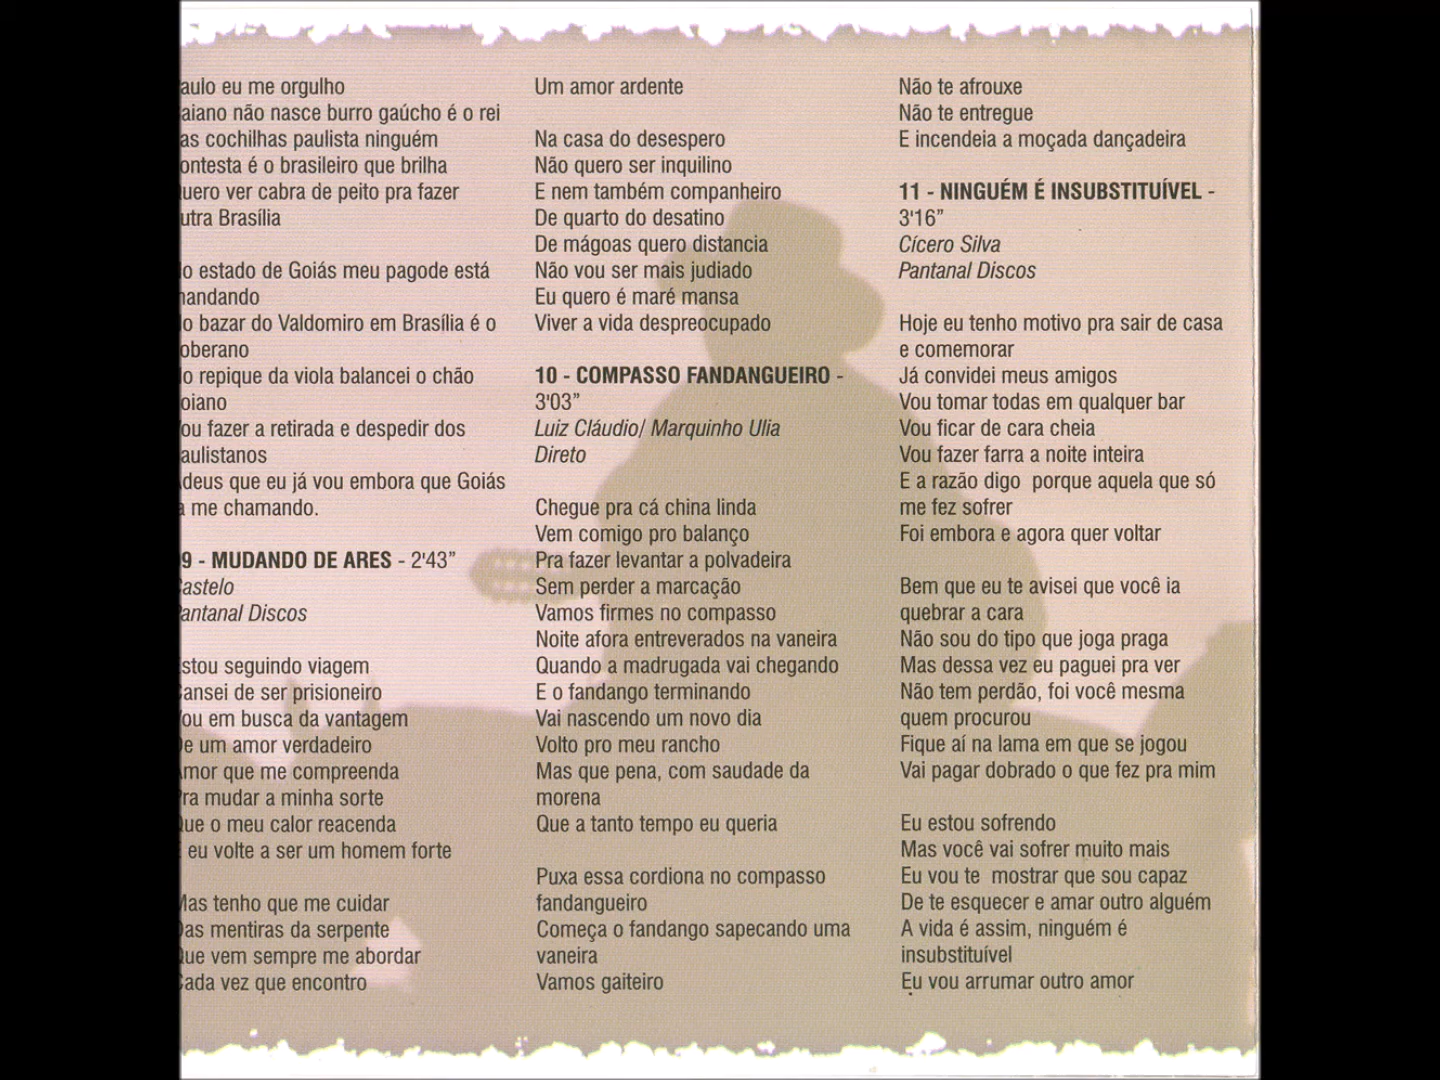 aulo eu me orgulho
aiano não nasce burro gaúcho é o rei
as cochilhas paulista ninguém
ontesta é o brasileiro que brilha
uero ver cabra de peito pra fazer
utra Brasília
o estado de Goiás meu pagode está
andando
o bazar do Valdomiro em Brasília é o
oberano
o repique da viola balancei o chão
oiano
ou fazer a retirada e despedir dos
aulistanos
deus que eu já vou embora que Goiás
a me chamando.
09 - MUDANDO DE ARES - 2'43”
Castelo
Pantanal Discos
stou seguindo viagem
Cansei de ser prisioneiro
Vou em busca da vantagem
De um amor verdadeiro
Amor que me compreenda
Pra mudar a minha sorte
Que o meu calor reacenda
E eu volte a ser um homem forte
Mas tenho que me cuidar
Das mentiras da serpente
Que vem sempre me abordar
Cada vez que encontro
Um amor ardente
Na casa do desespero
Não quero ser inquilino
E nem também companheiro
De quarto do desatino
De mágoas quero distancia
Não vou ser mais judiado
Eu quero é maré mansa
Viver a vida despreocupado
10 - COMPASSO FANDANGUEIRO -
3'03”
Luiz Cláudio/ Marquinho Ulia
Direto
Chegue pra cá china linda
Vem comigo pro balanço
Pra fazer levantar a polvadeira
Sem perder a marcação
Vamos firmes no compasso
Noite afora entreverados na vaneira
Quando a madrugada vai chegando
E o fandango terminando
Vai nascendo um novo dia
Volto pro meu rancho
Mas que pena, com saudade da
morena
Que a tanto tempo eu queria
Puxa essa cordiona no compasso
fandangueiro
Começa o fandango sapecando uma
vaneira
Vamos gaiteiro
Não te afrouxe
Não te entregue
E incendeia a moçada dançadeira
11 - NINGUÉM É INSUBSTITUÍVEL -
3'16”
Cícero Silva
Pantanal Discos
Hoje eu tenho motivo pra sair de casa
e comemorar
Já convidei meus amigos
Vou tomar todas em qualquer bar
Vou ficar de cara cheia
Vou fazer farra a noite inteira
E a razão digo  porque aquela que só
me fez sofrer
Foi embora e agora quer voltar
Bem que eu te avisei que você ia
quebrar a cara
Não sou do tipo que joga praga
Mas dessa vez eu paguei pra ver
Não tem perdão, foi você mesma
quem procurou
Fique aí na lama em que se jogou
Vai pagar dobrado o que fez pra mim
Eu estou sofrendo
Mas você vai sofrer muito mais
Eu vou te  mostrar que sou capaz
De te esquecer e amar outro alguém
A vida é assim, ninguém é
insubstituível
Eu vou arrumar outro amor